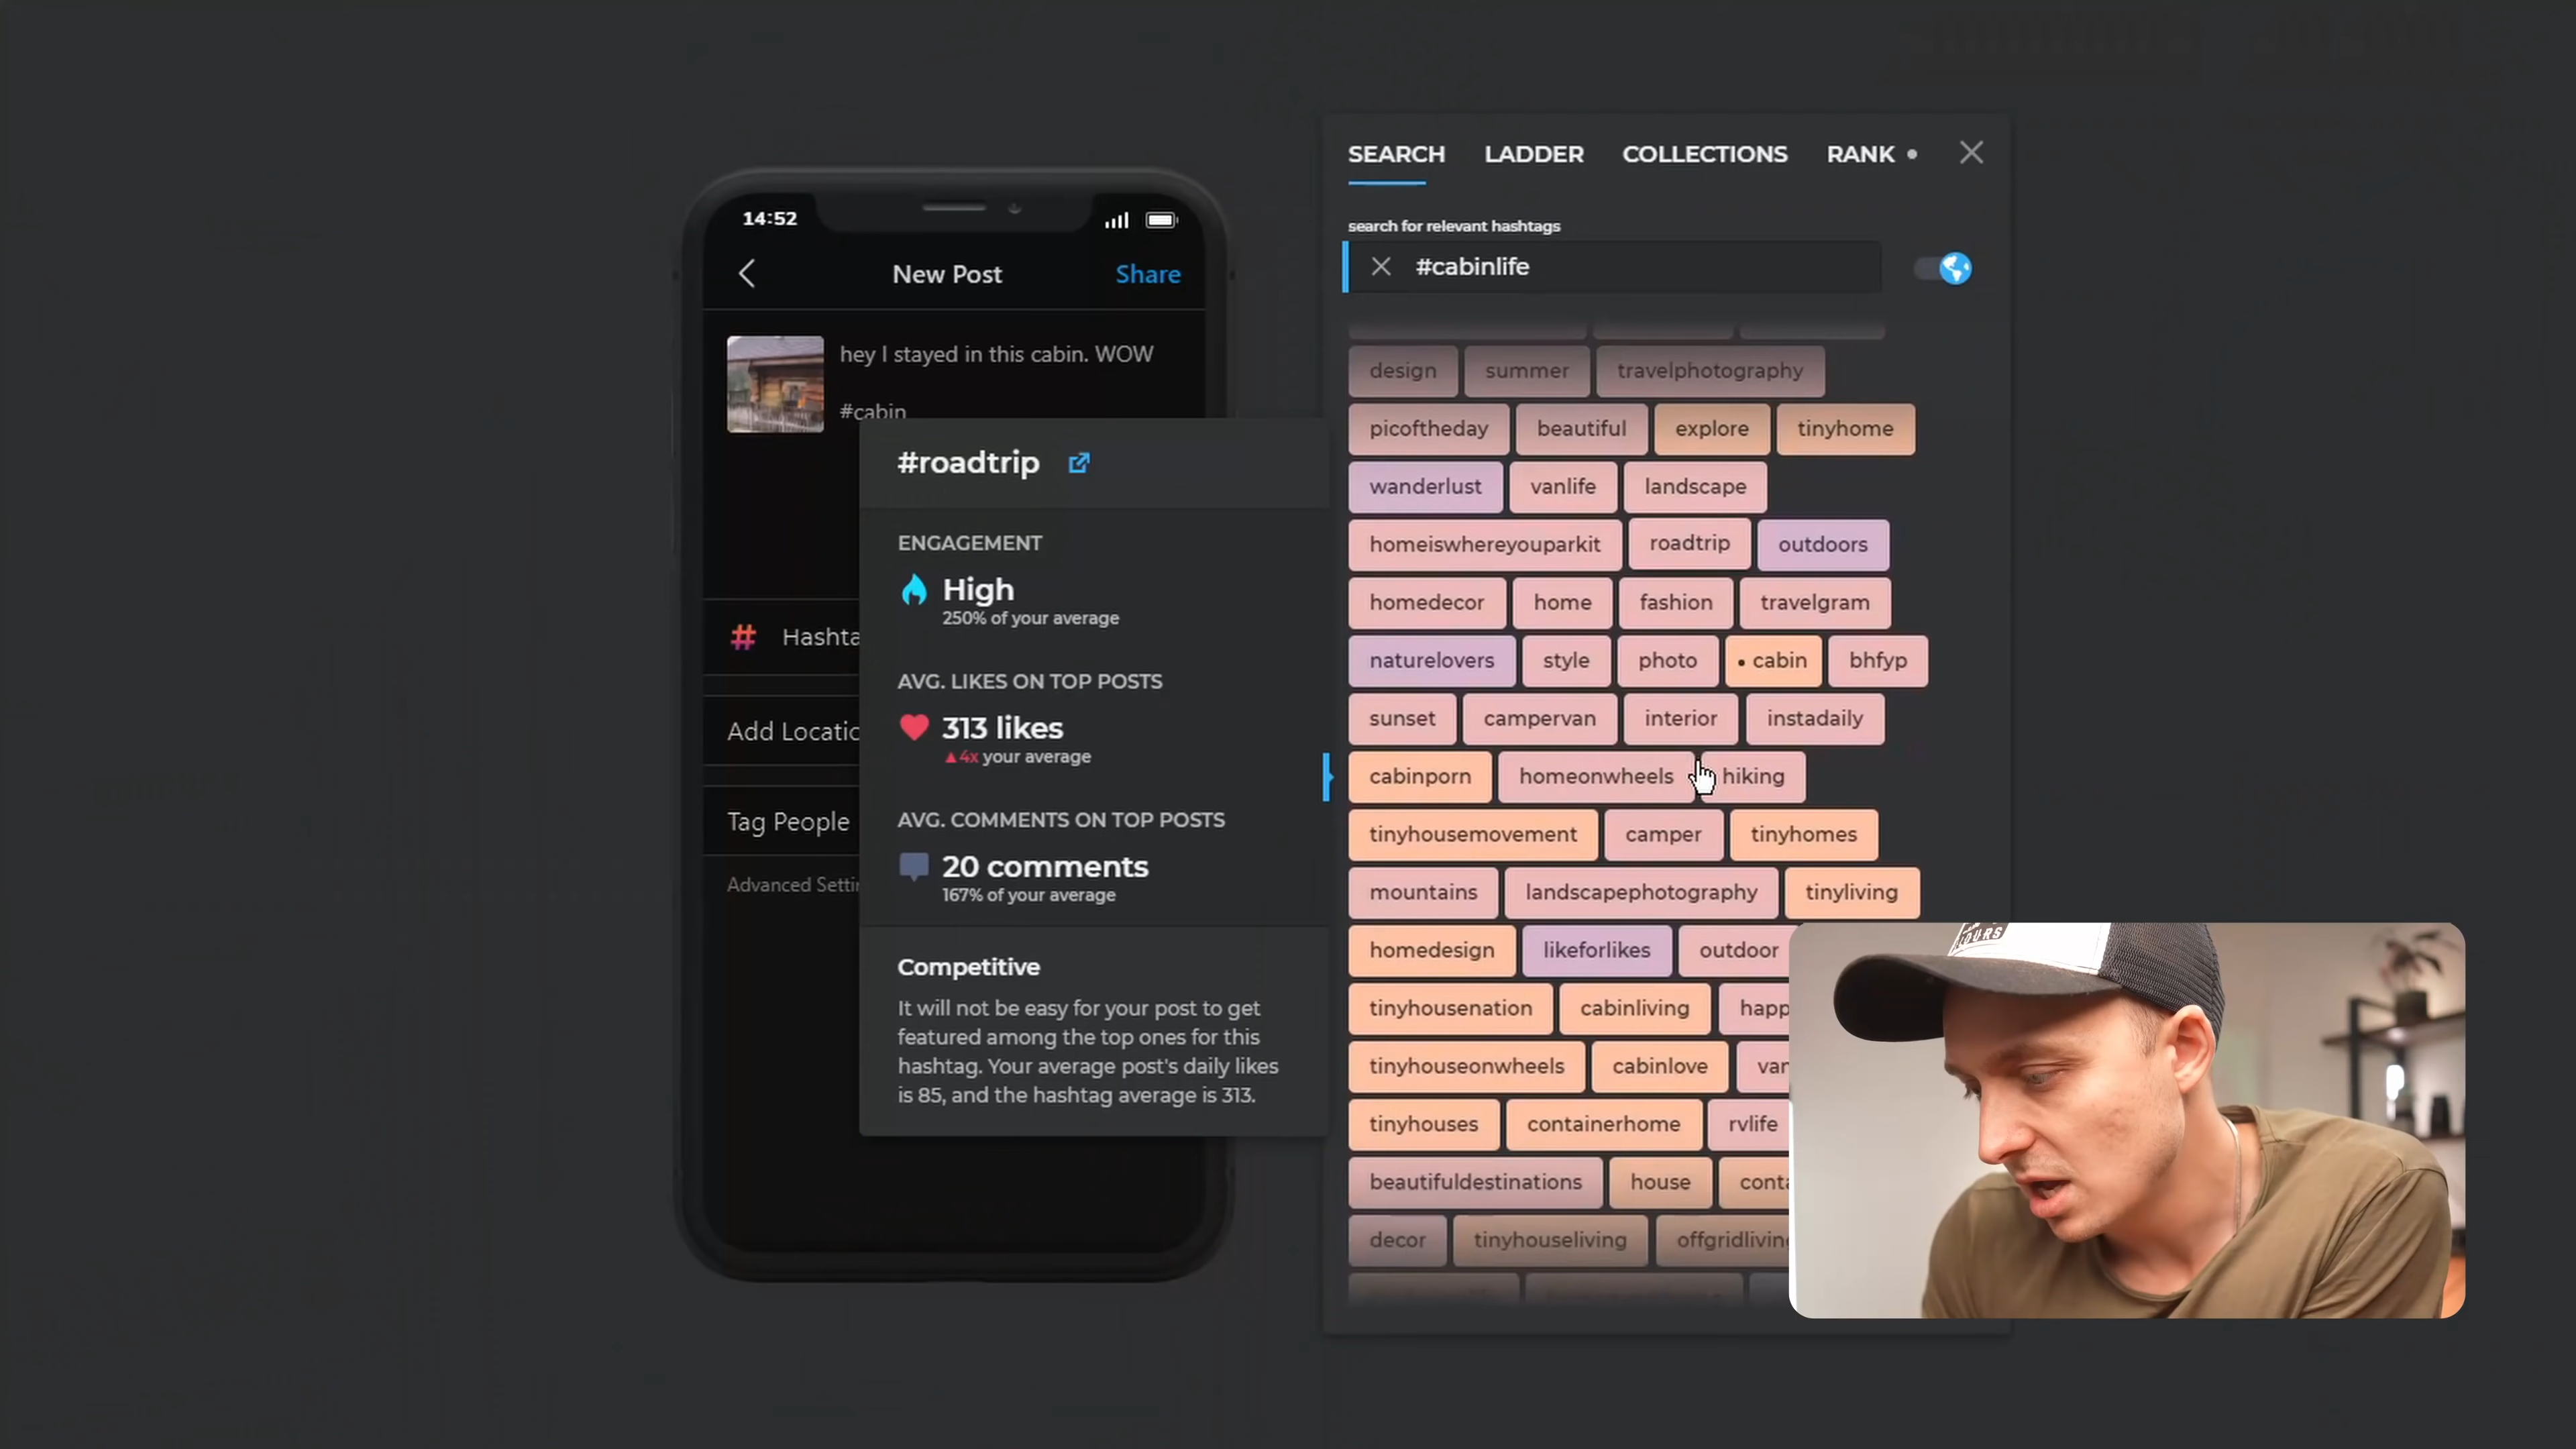 14:52
New Post
Share
hey I stayed in this cabin. WOW
#cabin
Hashta
Add Locatic
Tag People
Advanced Settir
#roadtrip
ENGAGEMENT
High
250% of your average
AVG. LIKES ON TOP POSTS
313 likes
▲4x your average
AVG. COMMENTS ON TOP POSTS
20 comments
167% of your average
Competitive
It will not be easy for your post to get
featured among the top ones for this
hashtag. Your average post's daily likes
is 85, and the hashtag average is 313.
SEARCH LADDER COLLECTIONS RANK
search for relevant hashtags
#cabinlife
design summer travelphotography
picoftheday beautiful explore tinyhome
wanderlust vanlife landscape
homeiswhereyouparkit roadtrip outdoors
homedecor home fashion travelgram
naturelovers style photo • cabin bhfyp
sunset campervan interior instadaily
cabinporn homeonwheels hiking
tinyhousemovement camper tinyhomes
mountains landscapephotography tinyliving
homedesign likeforlikes outdoor
tinyhousenation cabinliving happ
tinyhouseonwheels cabinlove var
tinyhouses containerhome rvlife
beautifuldestinations house conta
decor tinyhouseliving offgridliving